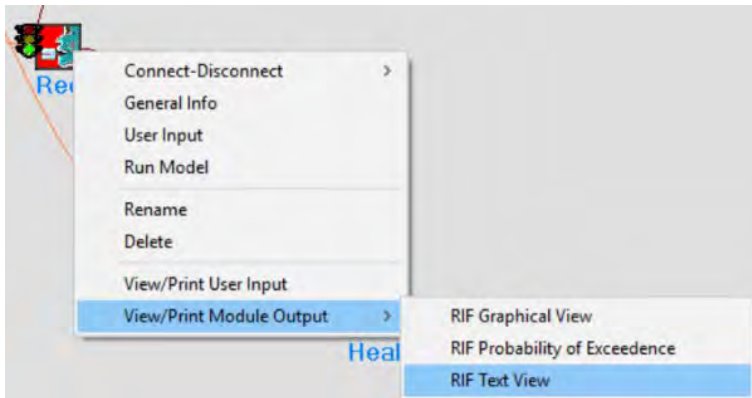 Connect-Disconnect
General Info
User Input
Run Model
Rename
Delete
View/Print User Input
View/Print Module Output
RIF Graphical View
RIF Probability of Exceedence
RIF Text View